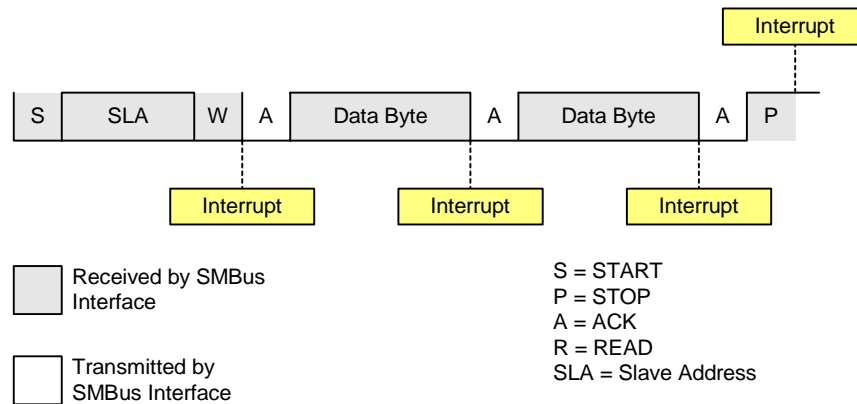 Interrupt
S SLA W A Data Byte A Data Byte A P
Interrupt Interrupt Interrupt
Received by SMBus
Interface
Transmitted by
SMBus Interface
S = START
P = STOP
A = ACK
R = READ
SLA = Slave Address